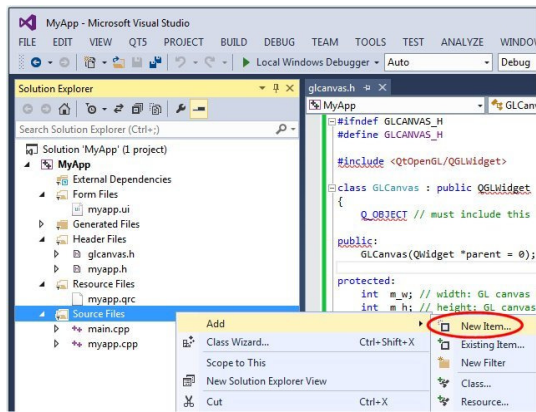 MyApp - Microsoft Visual Studio
FILE EDIT VIEW QT5 PROJECT BUILD DEBUG TEAM TOOLS TEST ANALYZE WINDO
Local Windows Debugger Auto Debug
Solution Explorer
glcanvas.h
MyApp GLCan
Search Solution Explorer (Ctrl+;)
Solution 'MyApp' (1 project)
MyApp
External Dependencies
Form Files
myapp.ui
Generated Files
Header Files
glcanvas.h
myapp.h
Resource Files
myapp.qrc
Source Files
main.cpp
myapp.cpp
#ifndef GLCANVAS_H
#define GLCANVAS_H
#include <QtOpenGL/QGLWidget>
class GLCanvas : public QGLWidget
{
Q_OBJECT // must include this
public:
GLCanvas(QWidget *parent = 0);
protected:
int m_w; // width: GL canvas
int m_h; // height: GL canvas
Add
Class Wizard... Ctrl+Shift+X
Scope to This
New Solution Explorer View
Cut Ctrl+X
New Item...
Existing Item...
New Filter
Class...
Resource...